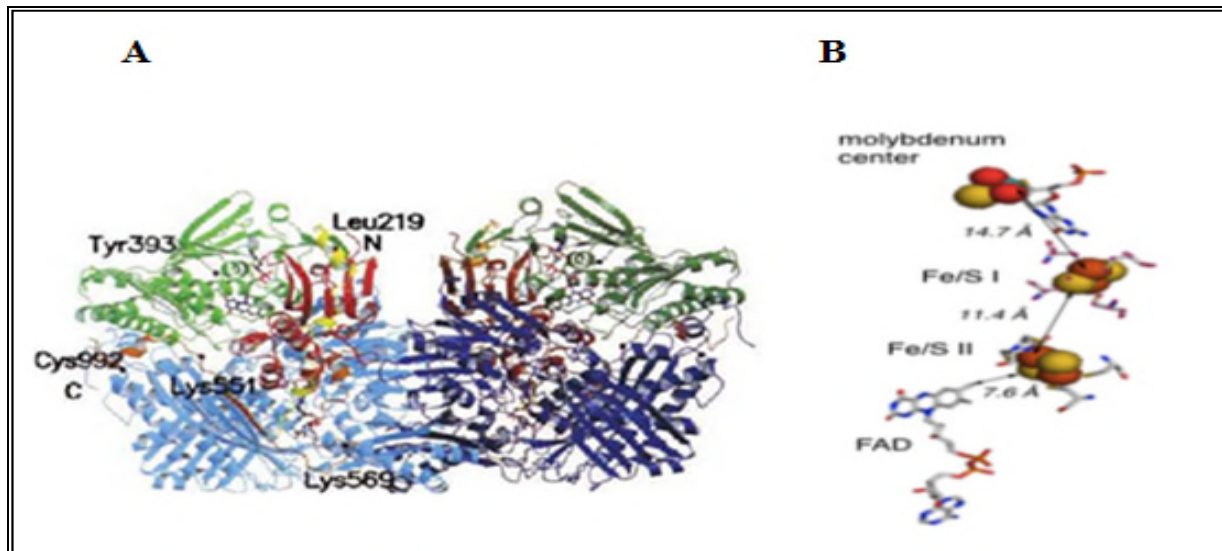 A
B
Leu219
N
Tyr393
Cys992
C
Lys551
Lys569
molybdenum
center
14.7 Å
Fe/S I
11.4 Å
Fe/S II
7.6 Å
FAD